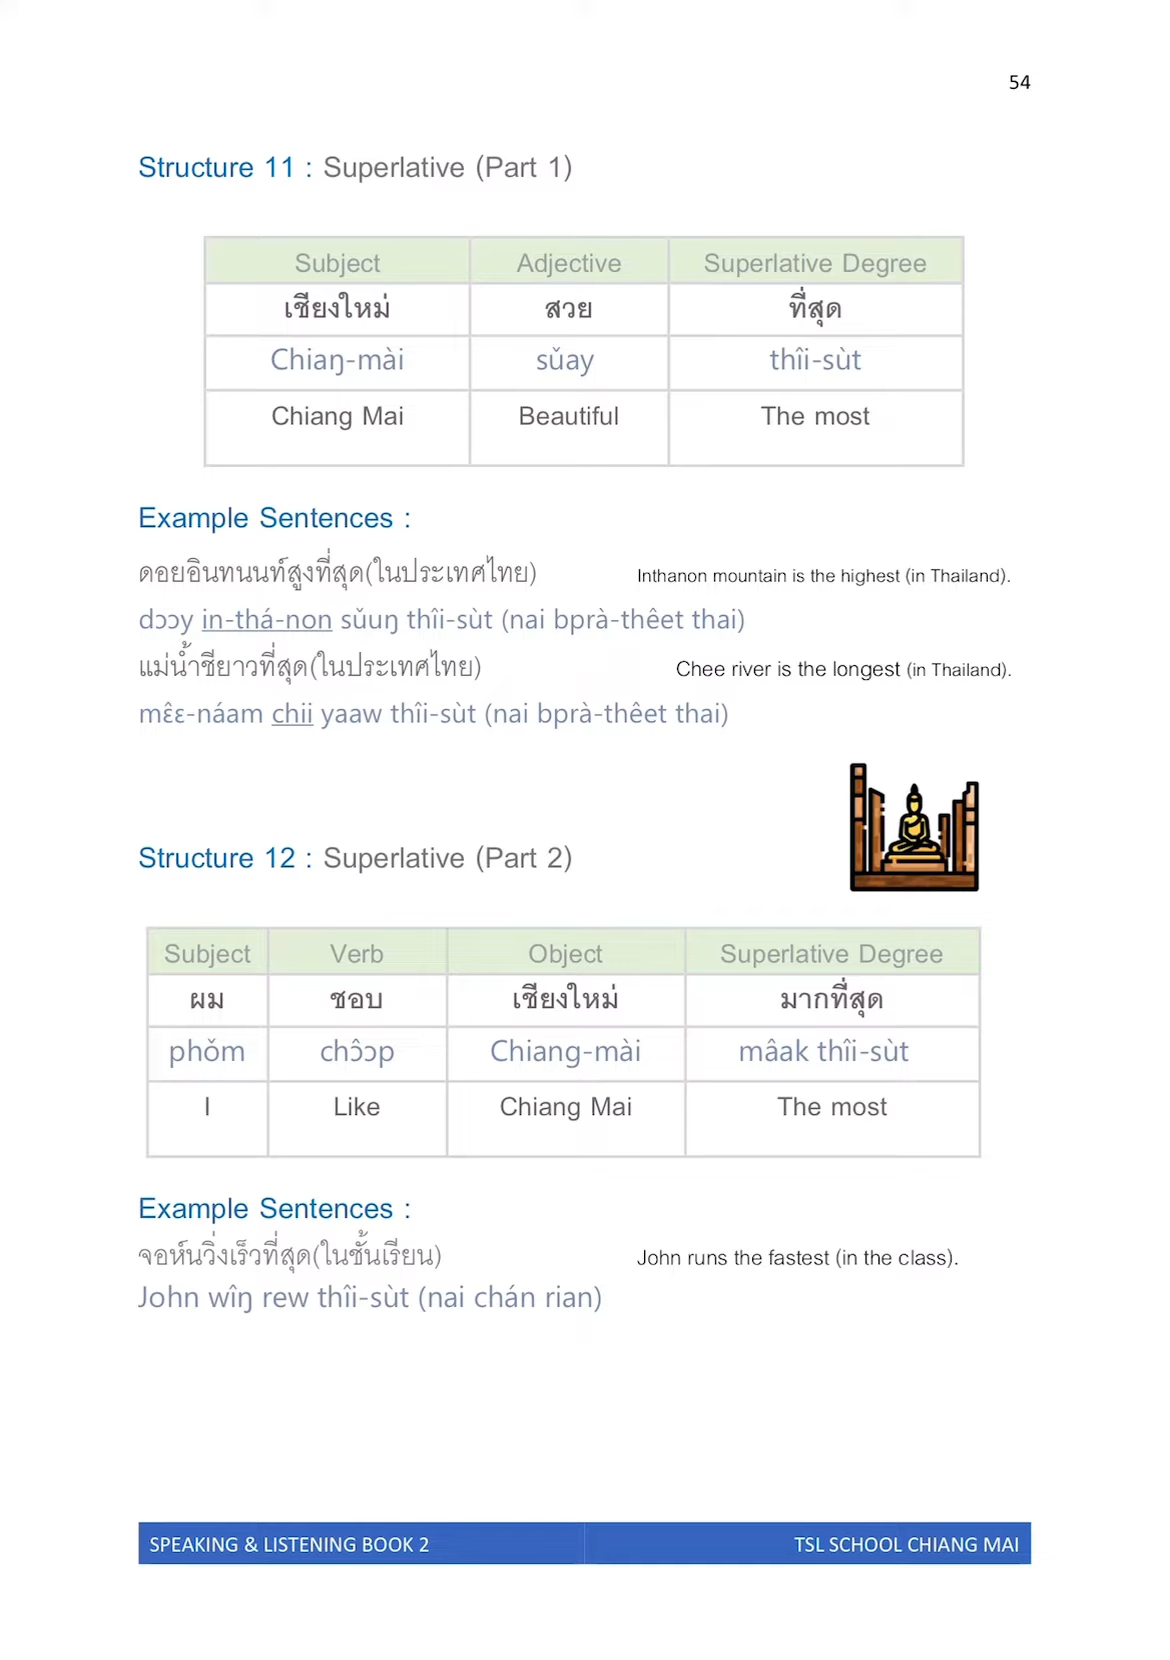 54
Structure 11 : Superlative (Part 1)
Subject Adjective Superlative Degree
เชียงใหม่ สวย ที่สุด
Chiaŋ-mài sǔay thîi-sùt
Chiang Mai Beautiful The most
Example Sentences :
ดอยอินทนนท์สูงที่สุด(ในประเทศไทย) Inthanon mountain is the highest (in Thailand).
dɔɔy in-thá-non sǔuŋ thîi-sùt (nai bprà-thêet thai)
แม่น้ำชียาวที่สุด(ในประเทศไทย) Chee river is the longest (in Thailand).
mɛ̂ɛ-náam chii yaaw thîi-sùt (nai bprà-thêet thai)
Structure 12 : Superlative (Part 2)
Subject Verb Object Superlative Degree
ผม ชอบ เชียงใหม่ มากที่สุด
phǒm chɔ̂ɔp Chiang-mài mâak thîi-sùt
I Like Chiang Mai The most
Example Sentences :
จอห์นวิ่งเร็วที่สุด(ในชั้นเรียน) John runs the fastest (in the class).
John wîŋ rew thîi-sùt (nai chán rian)
SPEAKING & LISTENING BOOK 2 TSL SCHOOL CHIANG MAI